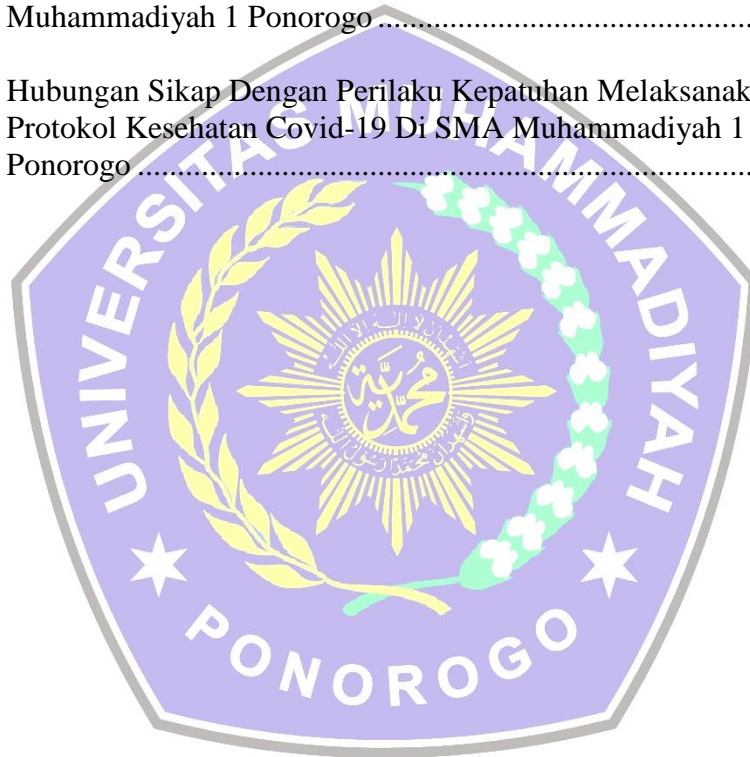 Muhammadiyah 1 Ponorogo ................................................
Hubungan Sikap Dengan Perilaku Kepatuhan Melaksanak
Protokol Kesehatan Covid-19 Di SMA Muhammadiyah 1
Ponorogo ................................................................................
UNIVERSITAS MUHAMMADIYAH
PONOROGO
محمدية